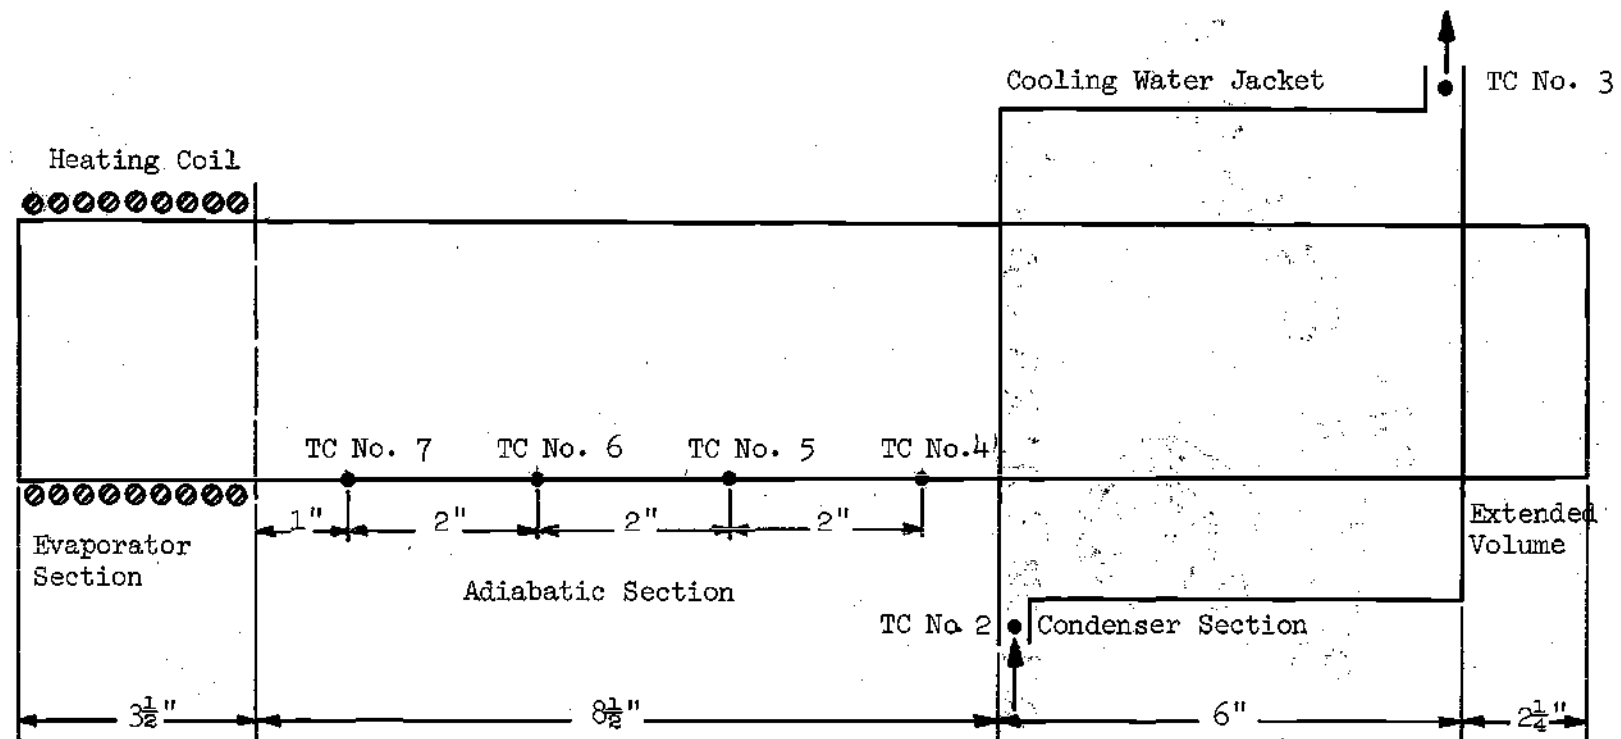 Cooling Water Jacket
TC No. 3
Heating Coil
TC No. 7
TC No. 6
TC No. 5
TC No.4
1"
2"
2"
2"
Evaporator
Section
Extended
Volume
Adiabatic Section
TC No. 2
Condenser Section
3½"
8½"
6"
2¼"